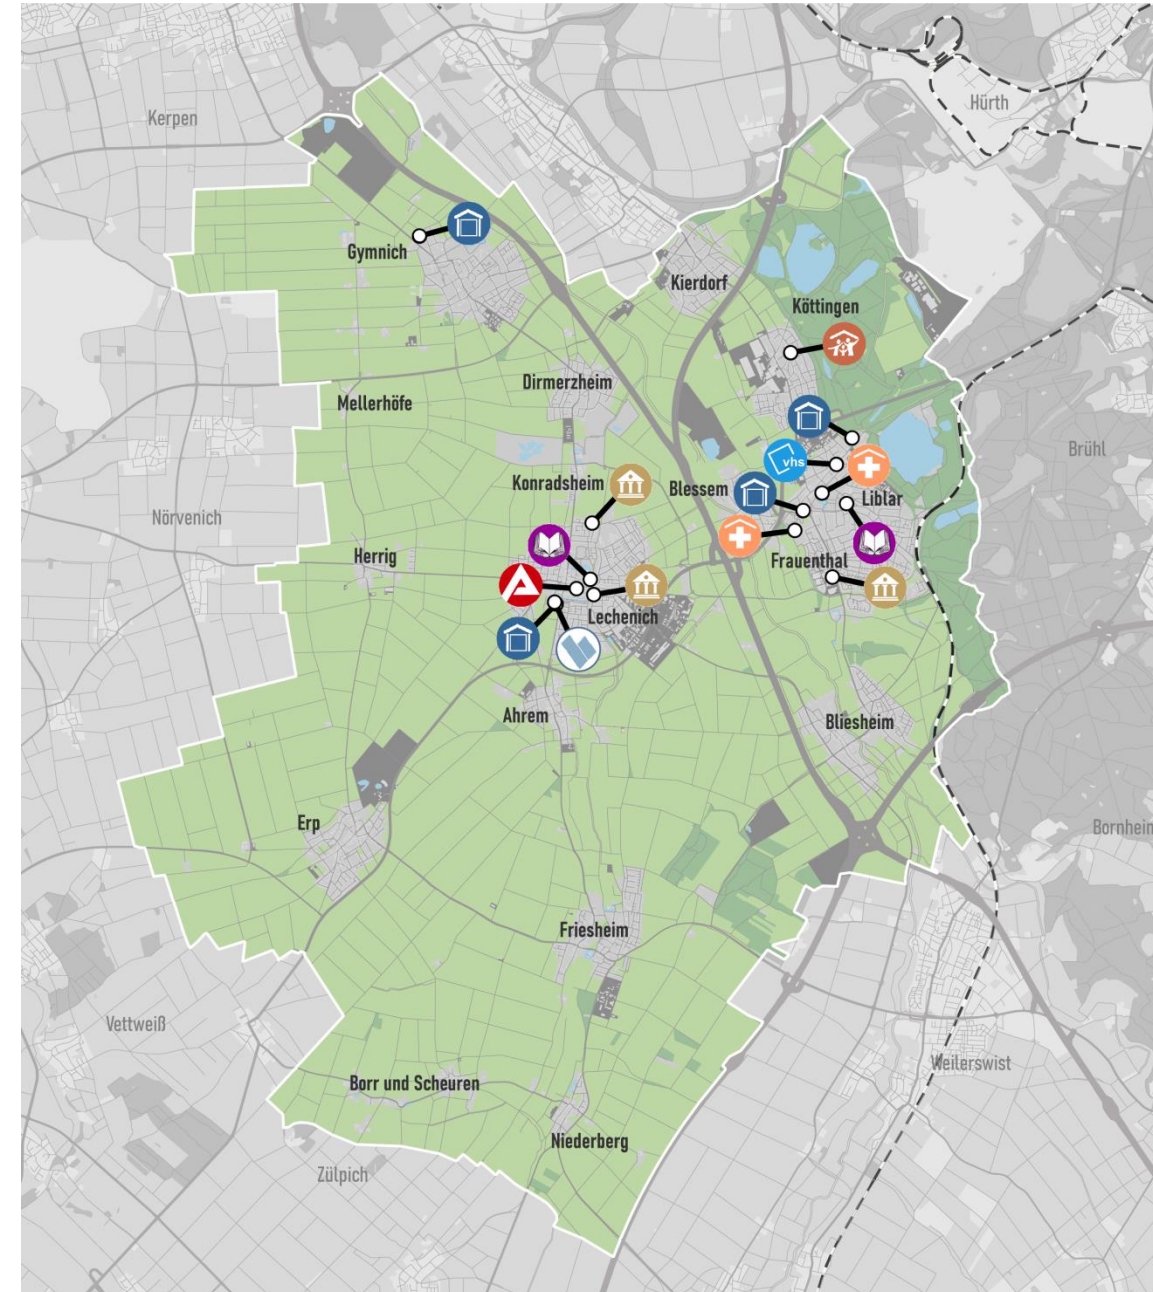 Hürth
Kerpen
Gymnich
Kierdorf
Köttingen
Dirmerzheim
Mellerhöfe
Brühl
vhs
Konradsheim
Blessem
Liblar
Nörvenich
Herrig
Frauenthal
Lechenich
Ahrem
Bliesheim
Erp
Bornheim
Friesheim
Vettweiß
Weilerswist
Borr und Scheuren
Niederberg
Zülpich